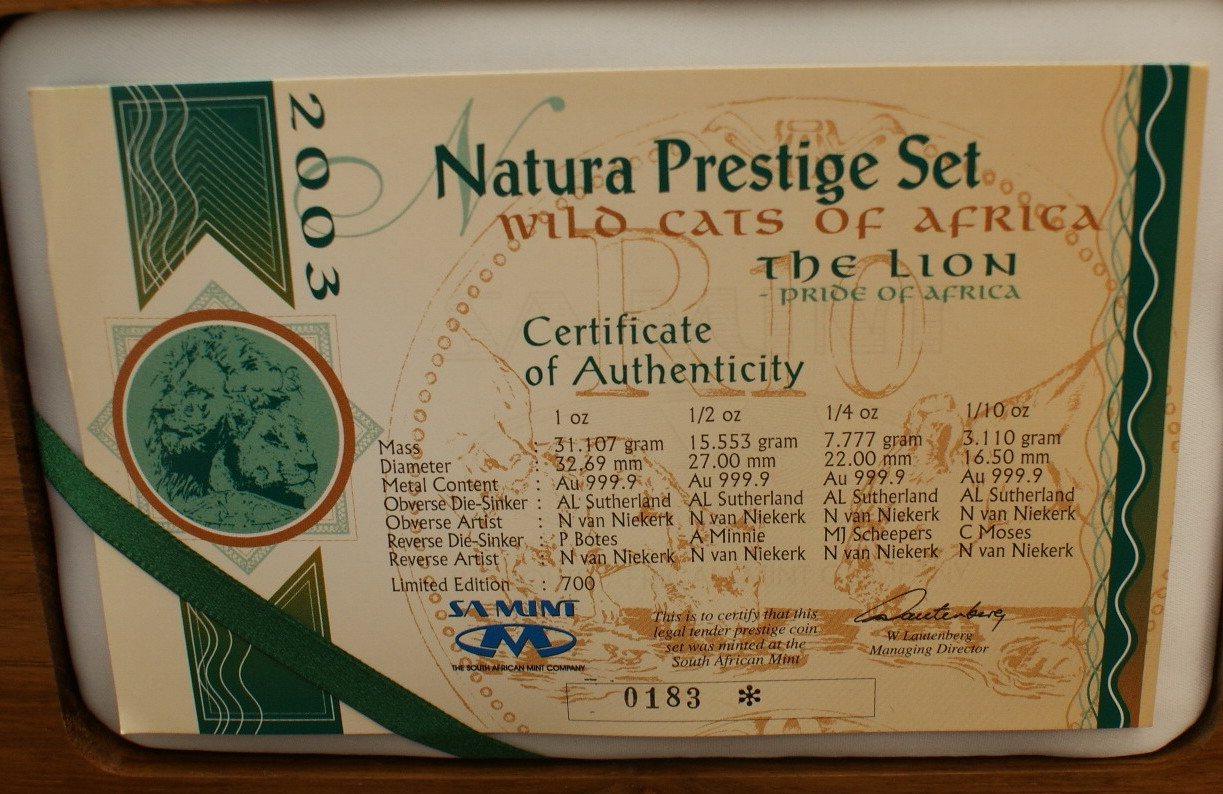 2003
Natura Prestige Set
WILD CATS OF AFRICA
THE LION
- PRIDE OF AFRICA
R10
Certificate
of Authenticity
1 oz 1/2 oz 1/4 oz 1/10 oz
Mass : 31.107 gram 15.553 gram 7.777 gram 3.110 gram
Diameter : 32.69 mm 27.00 mm 22.00 mm 16.50 mm
Metal Content : Au 999.9 Au 999.9 Au 999.9 Au 999.9
Obverse Die-Sinker : AL Sutherland AL Sutherland AL Sutherland AL Sutherland
Obverse Artist : N van Niekerk N van Niekerk N van Niekerk N van Niekerk
Reverse Die-Sinker : P Botes A Minnie MJ Scheepers C Moses
Reverse Artist : N van Niekerk N van Niekerk N van Niekerk N van Niekerk
Limited Edition : 700
SA MINT
THE SOUTH AFRICAN MINT COMPANY
This is to certify that this
legal tender prestige coin
set was minted at the
South African Mint
Lautenberg
W Lautenberg
Managing Director
0183 *